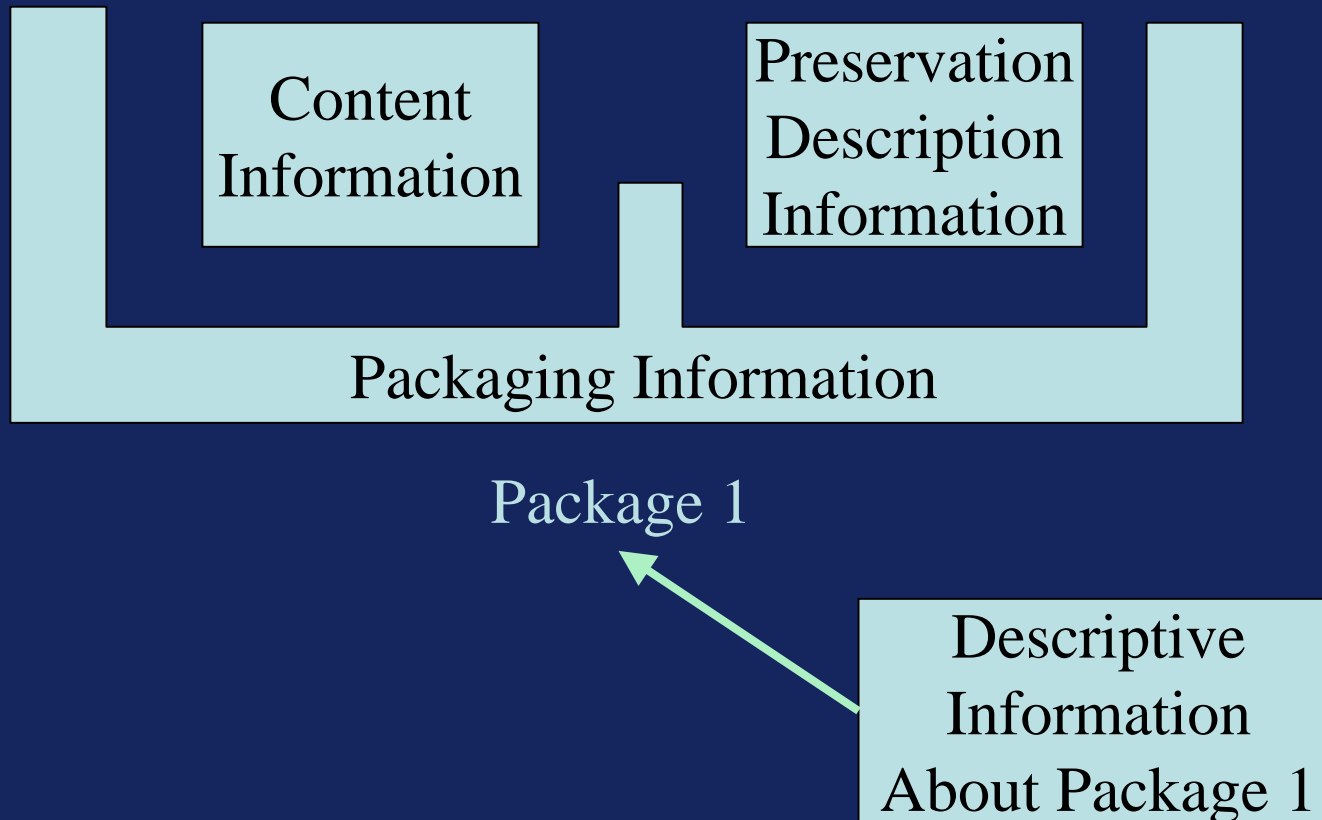 Content
Information
Preservation
Description
Information
Packaging Information
Package 1
Descriptive
Information
About Package 1